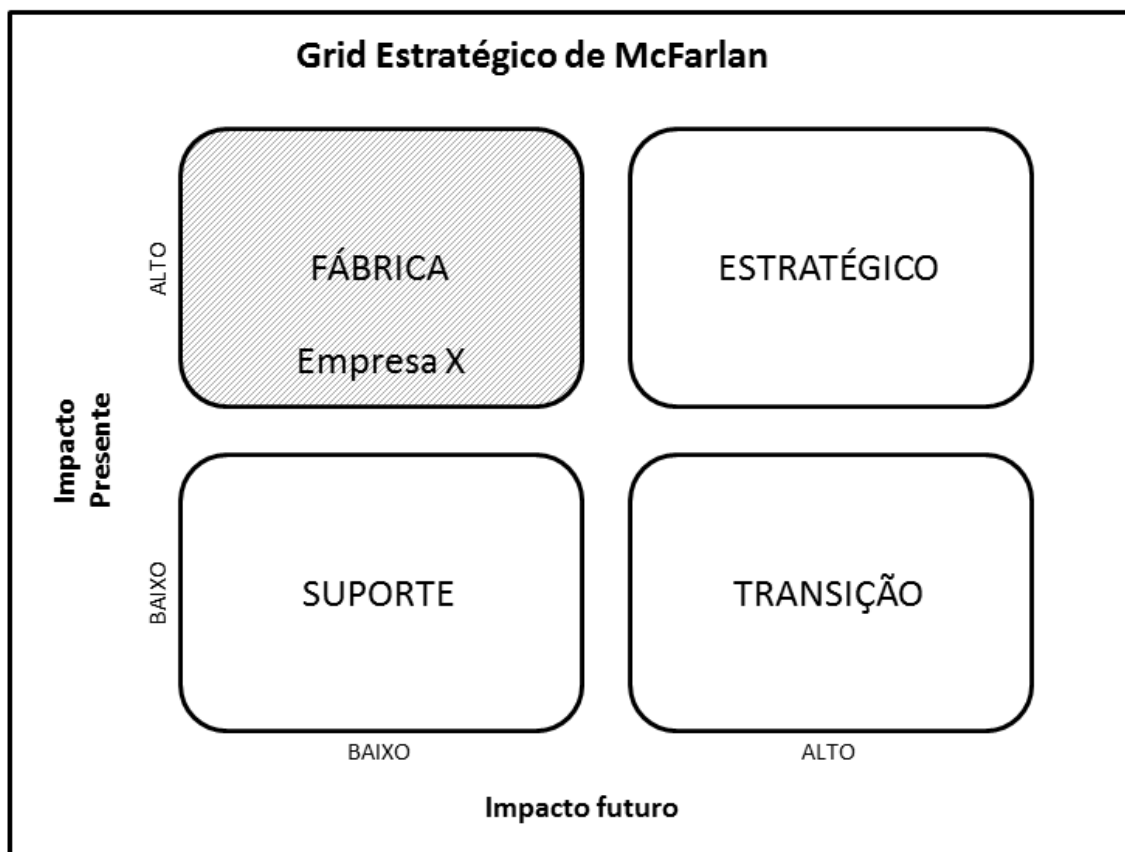 Grid Estratégico de McFarlan
ALTO
FÁBRICA
Empresa X
ESTRATÉGICO
Impacto
Presente
BAIXO
SUPORTE
TRANSIÇÃO
BAIXO
ALTO
Impacto futuro